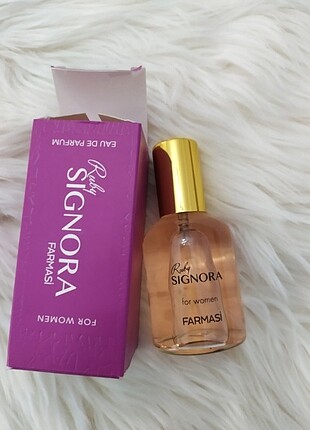 EAU DE PARFUM
Ruby
SIGNORA
FARMASİ
FOR WOMEN
Ruby
SIGNORA
for women
FARMASİ